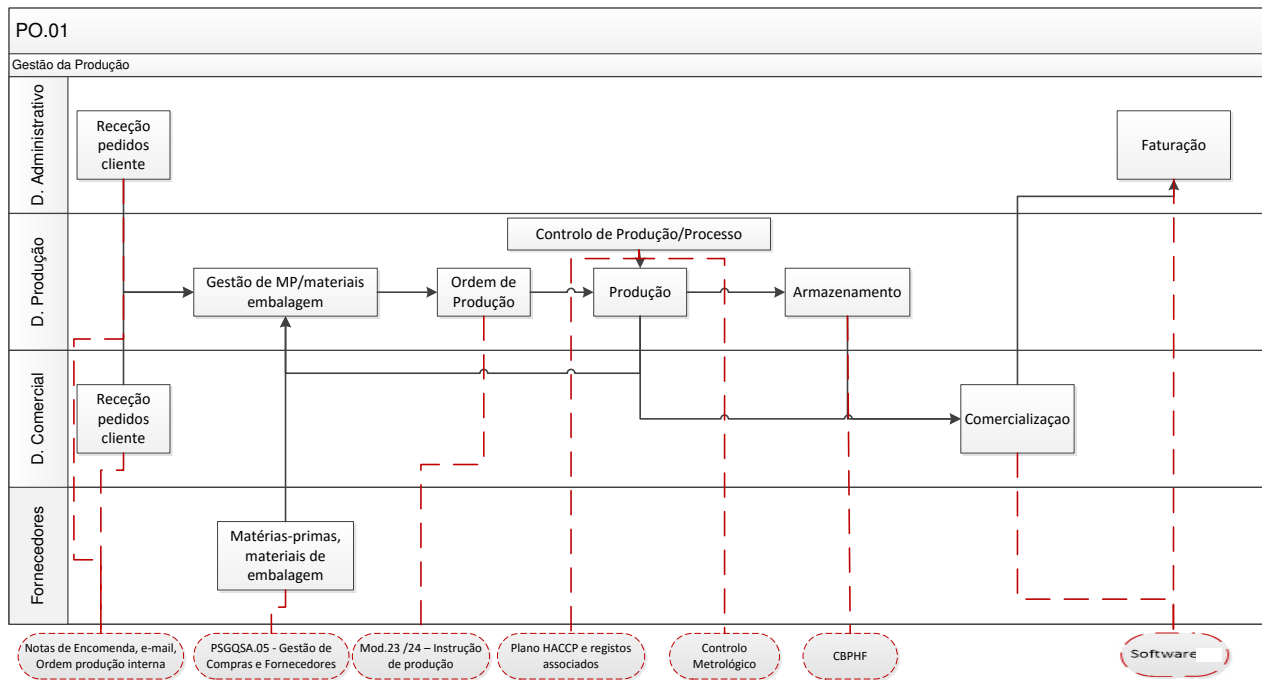 PO.01
Gestão da Produção
D. Administrativo
Receção
pedidos
cliente
Faturação
D. Produção
Controlo de Produção/Processo
Gestão de MP/materiais
embalagem
Ordem de
Produção
Produção
Armazenamento
D. Comercial
Receção
pedidos
cliente
Comercializaçao
Fornecedores
Matérias-primas,
materiais de
embalagem
Notas de Encomenda, e-mail,
Ordem produção interna
PSGQSA.05 - Gestão de
Compras e Fornecedores
Mod.23 /24 – Instrução
de produção
Plano HACCP e registos
associados
Controlo
Metrológico
CBPHF
Software